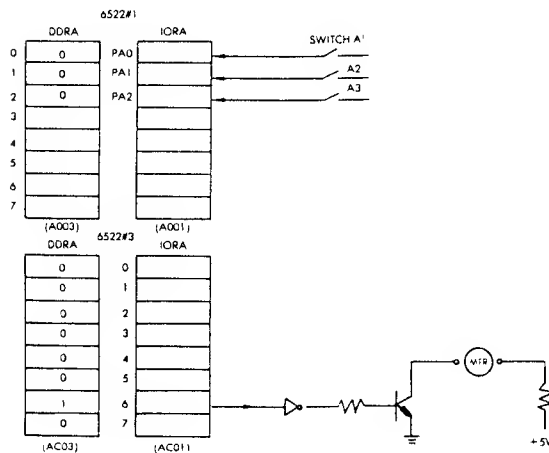 6522#1
DDRA IORA
0 0 PA0 SWITCH A1
1 0 PA1 A2
2 0 PA2 A3
3
4
5
6
7
(A003) (A001)
6522#3
DDRA IORA
0 0
0 1
0 2
0 3
0 4
0 5
1 6
0 7
MTR
+5V
(AC03) (AC01)